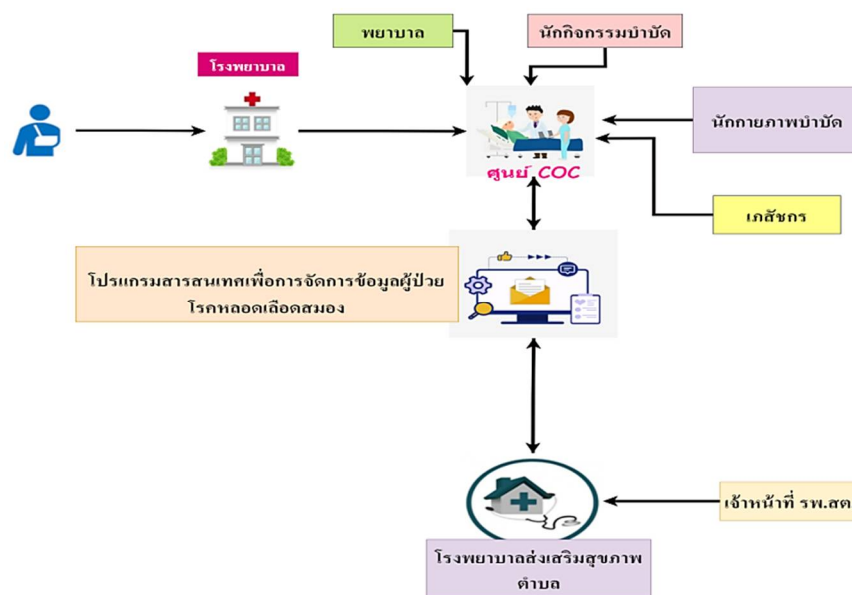 พยาบาล
นักกิจกรรมบำบัด
โรงพยาบาล
นักกายภาพบำบัด
ศูนย์ COC
เภสัชกร
โปรแกรมสารสนเทศเพื่อการจัดการข้อมูลผู้ป่วย
โรคหลอดเลือดสมอง
เจ้าหน้าที่ รพ.สต
โรงพยาบาลส่งเสริมสุขภาพ
ตำบล